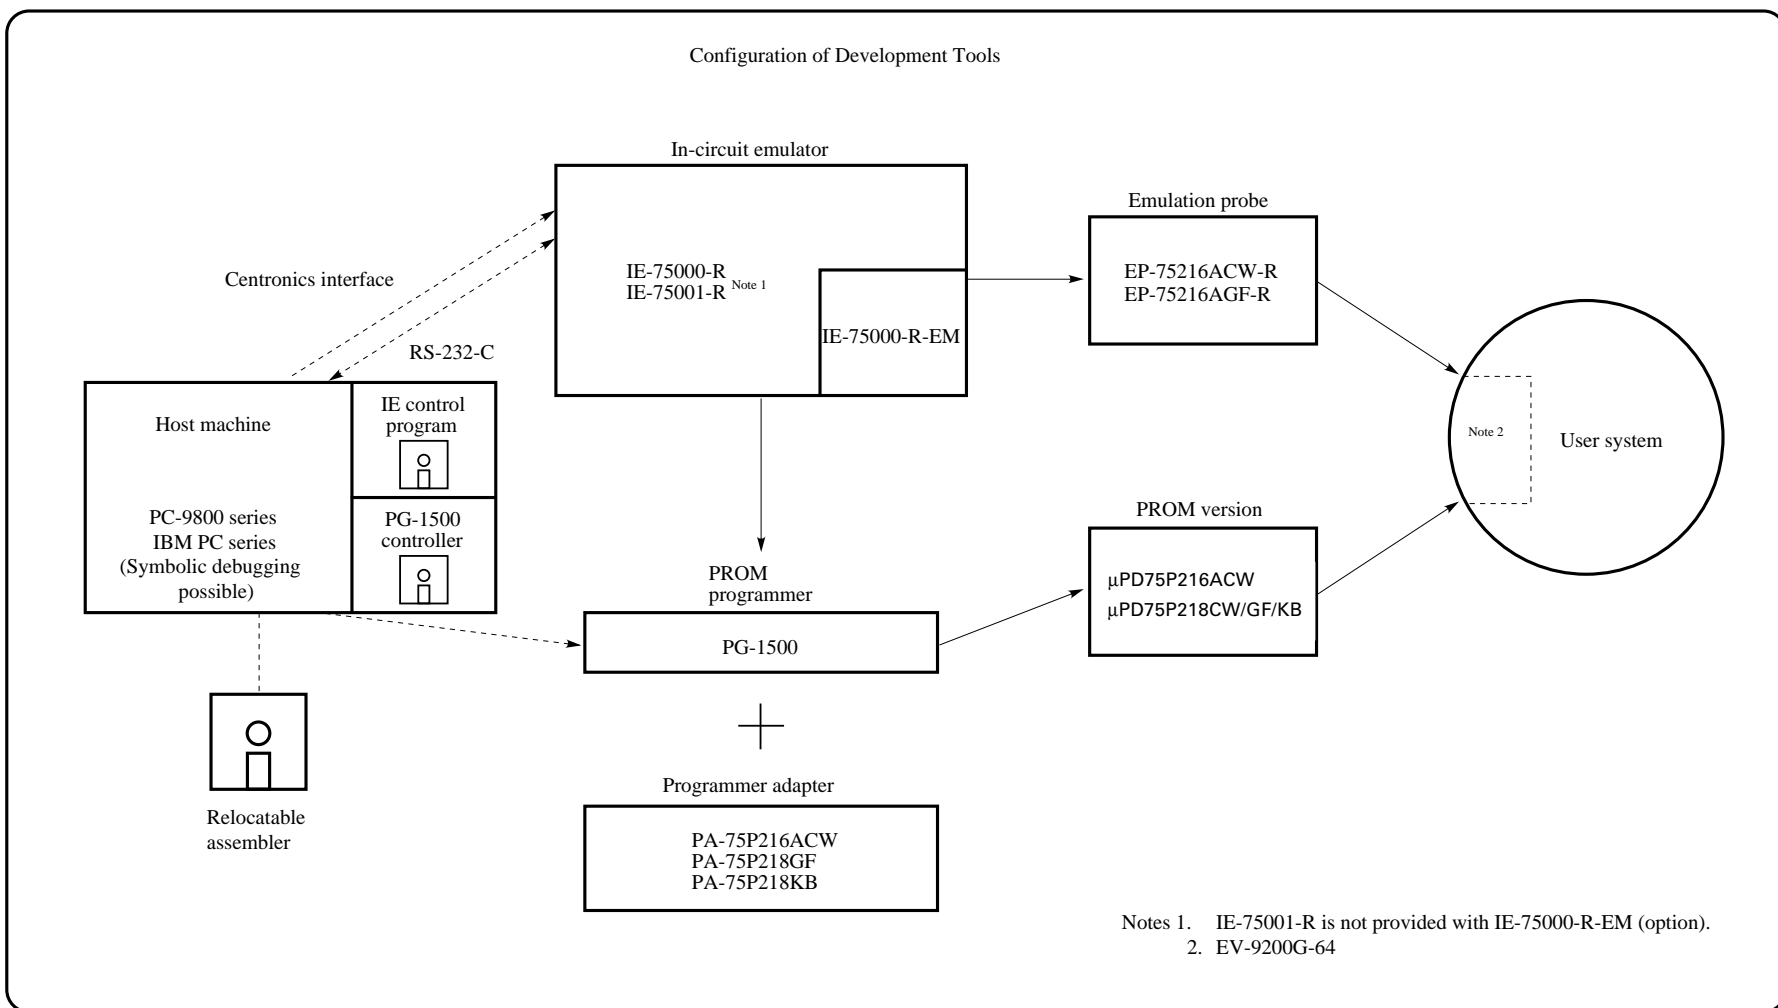 Configuration of Development Tools
In-circuit emulator
Emulation probe
Centronics interface
IE-75000-R
IE-75001-R Note 1
IE-75000-R-EM
EP-75216ACW-R
EP-75216AGF-R
RS-232-C
Host machine
IE control
program
PC-9800 series
IBM PC series
(Symbolic debugging
possible)
PG-1500
controller
Note 2
User system
PROM version
μPD75P216ACW
μPD75P218CW/GF/KB
PROM
programmer
PG-1500
Relocatable
assembler
Programmer adapter
PA-75P216ACW
PA-75P218GF
PA-75P218KB
Notes 1. IE-75001-R is not provided with IE-75000-R-EM (option).
2. EV-9200G-64